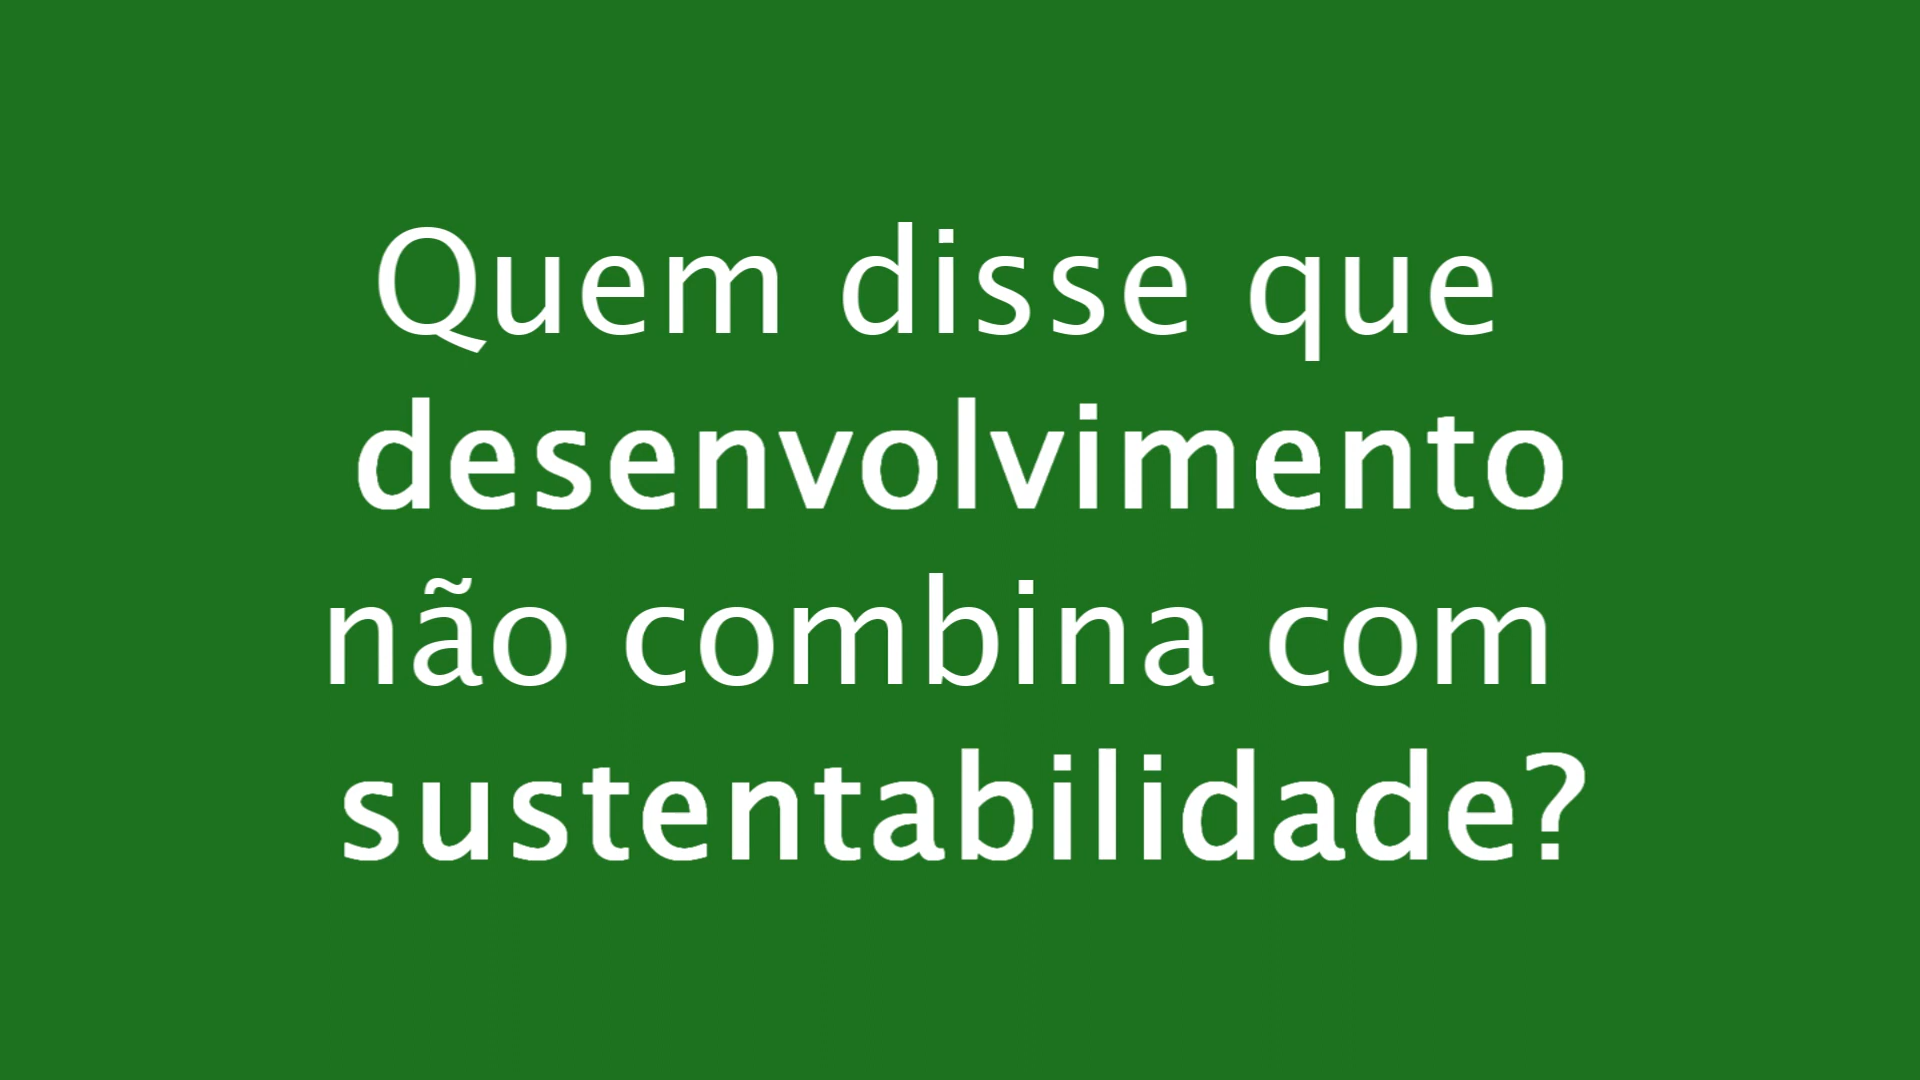 Quem disse que
desenvolvimento
não combina com
sustentabilidade?